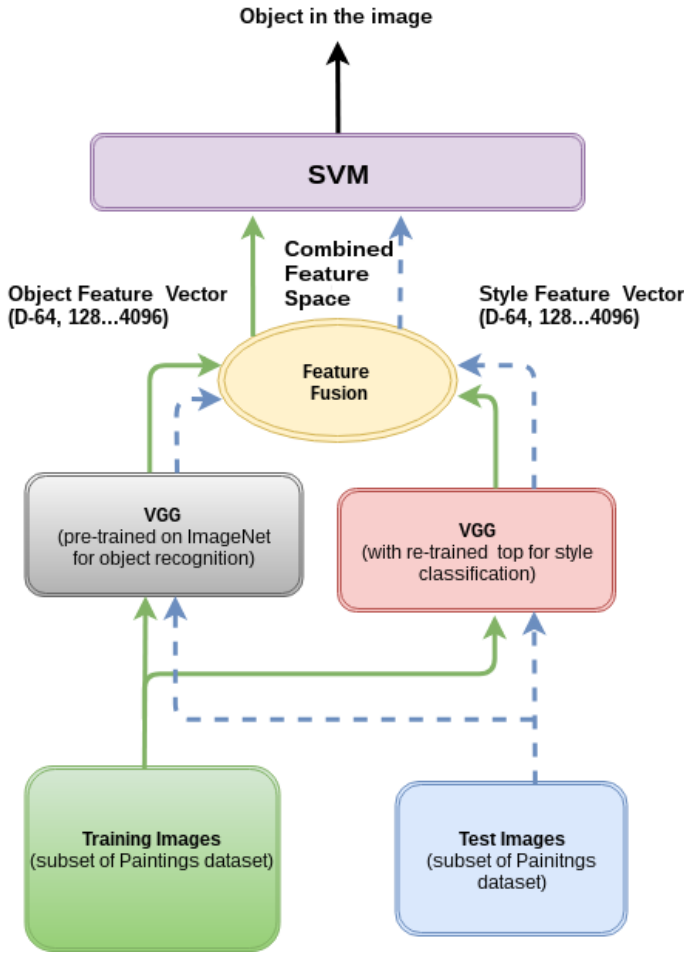 Object in the image
SVM
Combined
Feature
Space
Object Feature Vector
(D-64, 128...4096)
Style Feature Vector
(D-64, 128...4096)
Feature
Fusion
VGG
(pre-trained on ImageNet
for object recognition)
VGG
(with re-trained top for style
classification)
Training Images
(subset of Paintings dataset)
Test Images
(subset of Painitngs
dataset)